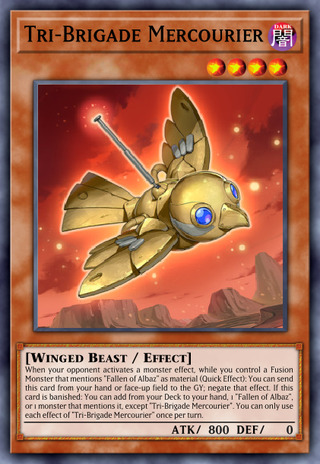 Tri-Brigade Mercourier
DARK
闇
[Winged Beast / Effect]
When your opponent activates a monster effect, while you control a Fusion
Monster that mentions "Fallen of Albaz" as material (Quick Effect): You can send
this card from your hand or face-up field to the GY; negate that effect. If this
card is banished: You can add from your Deck to your hand, 1 "Fallen of Albaz",
or 1 monster that mentions it, except "Tri-Brigade Mercourier". You can only use
each effect of "Tri-Brigade Mercourier" once per turn.
ATK/ 800 DEF/ 0